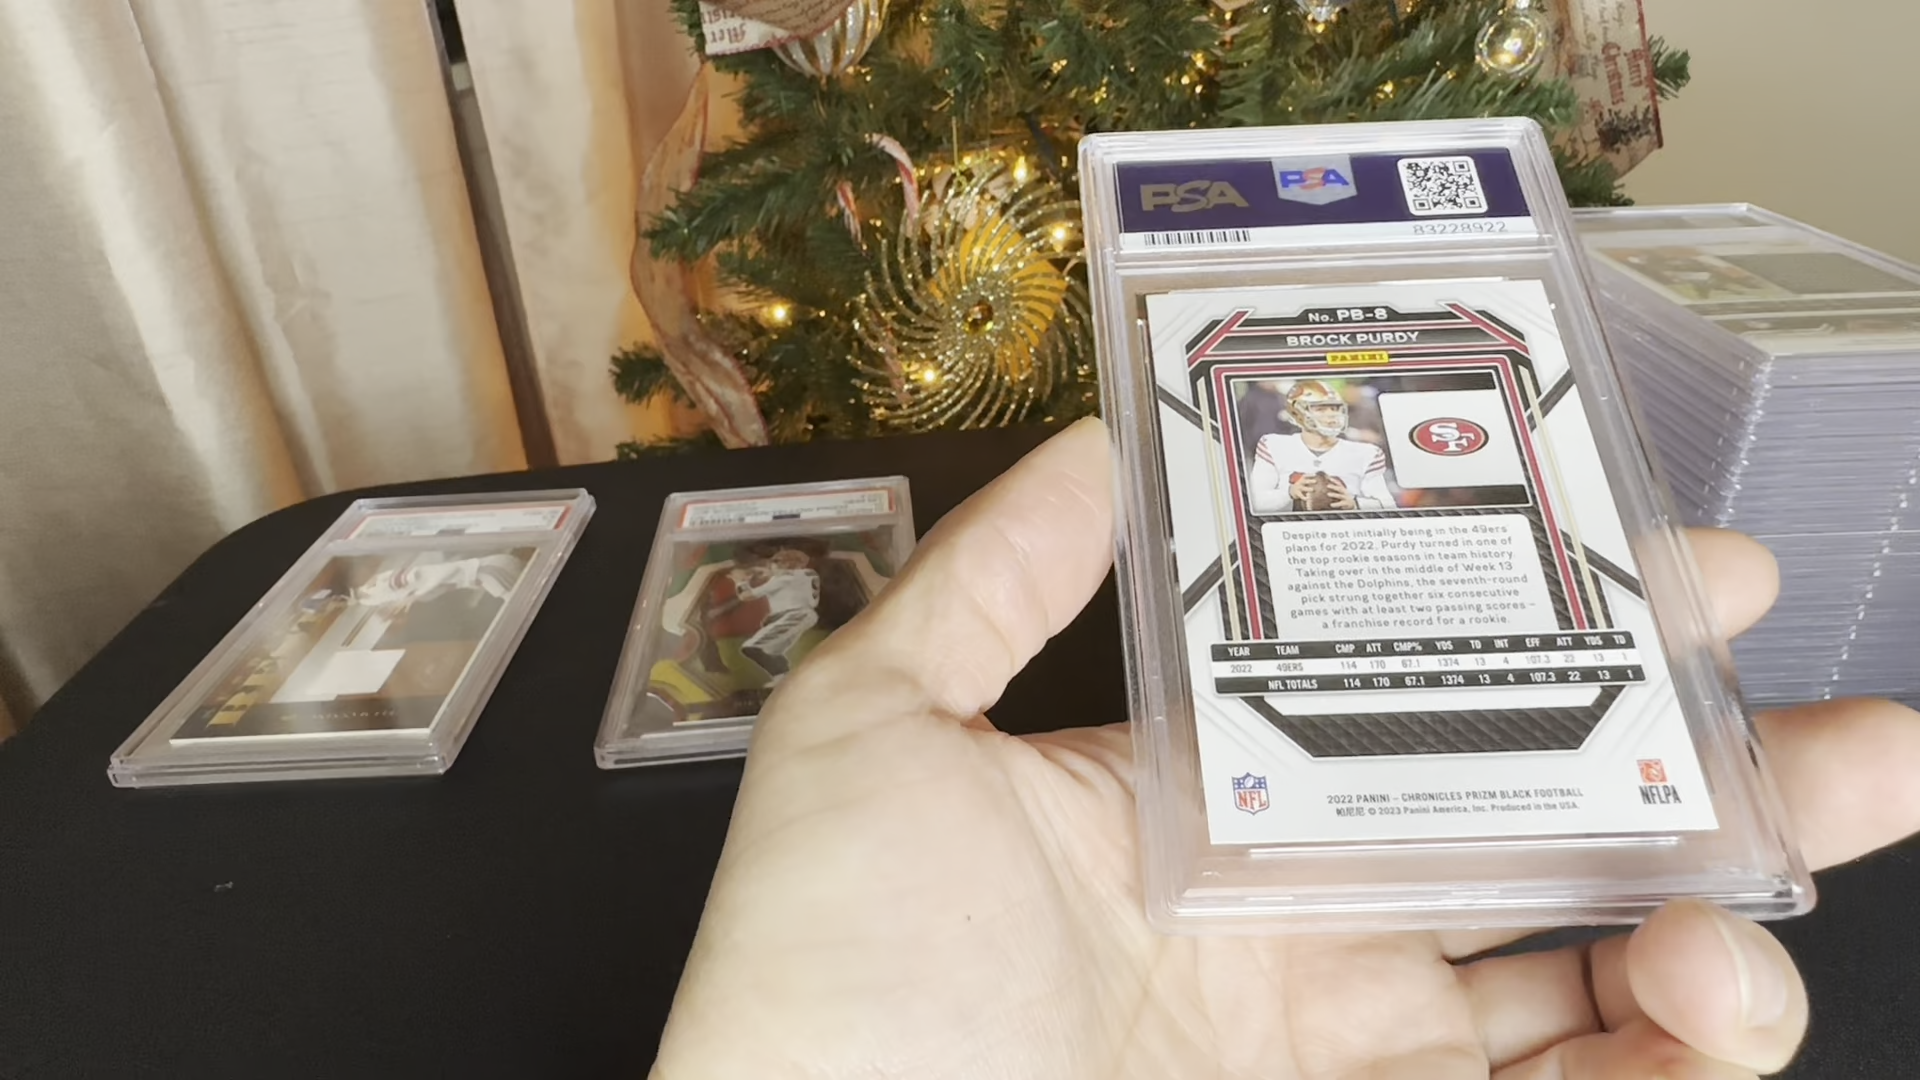 PSA
PSA
83228922
No. PB-8
BROCK PURDY
PANINI
SF
Despite not initially being in the 49ers
plans for 2022, Purdy turned in one of
the top rookie seasons in team history.
Taking over in the middle of Week 13
against the Dolphins, the seventh-round
pick strung together six consecutive
games with at least two passing scores –
a franchise record for a rookie.
YEAR TEAM CMP ATT CMP% YDS TD INT EFF ATT YDS TD
2022 49ERS 114 170 67.1 1374 13 4 107.3 22 13 1
NFL TOTALS 114 170 67.1 1374 13 4 107.3 22 13 1
NFL
NFLPA
2022 PANINI – CHRONICLES PRIZM BLACK FOOTBALL
帕尼尼 © 2023 Panini America, Inc. Produced in the USA.